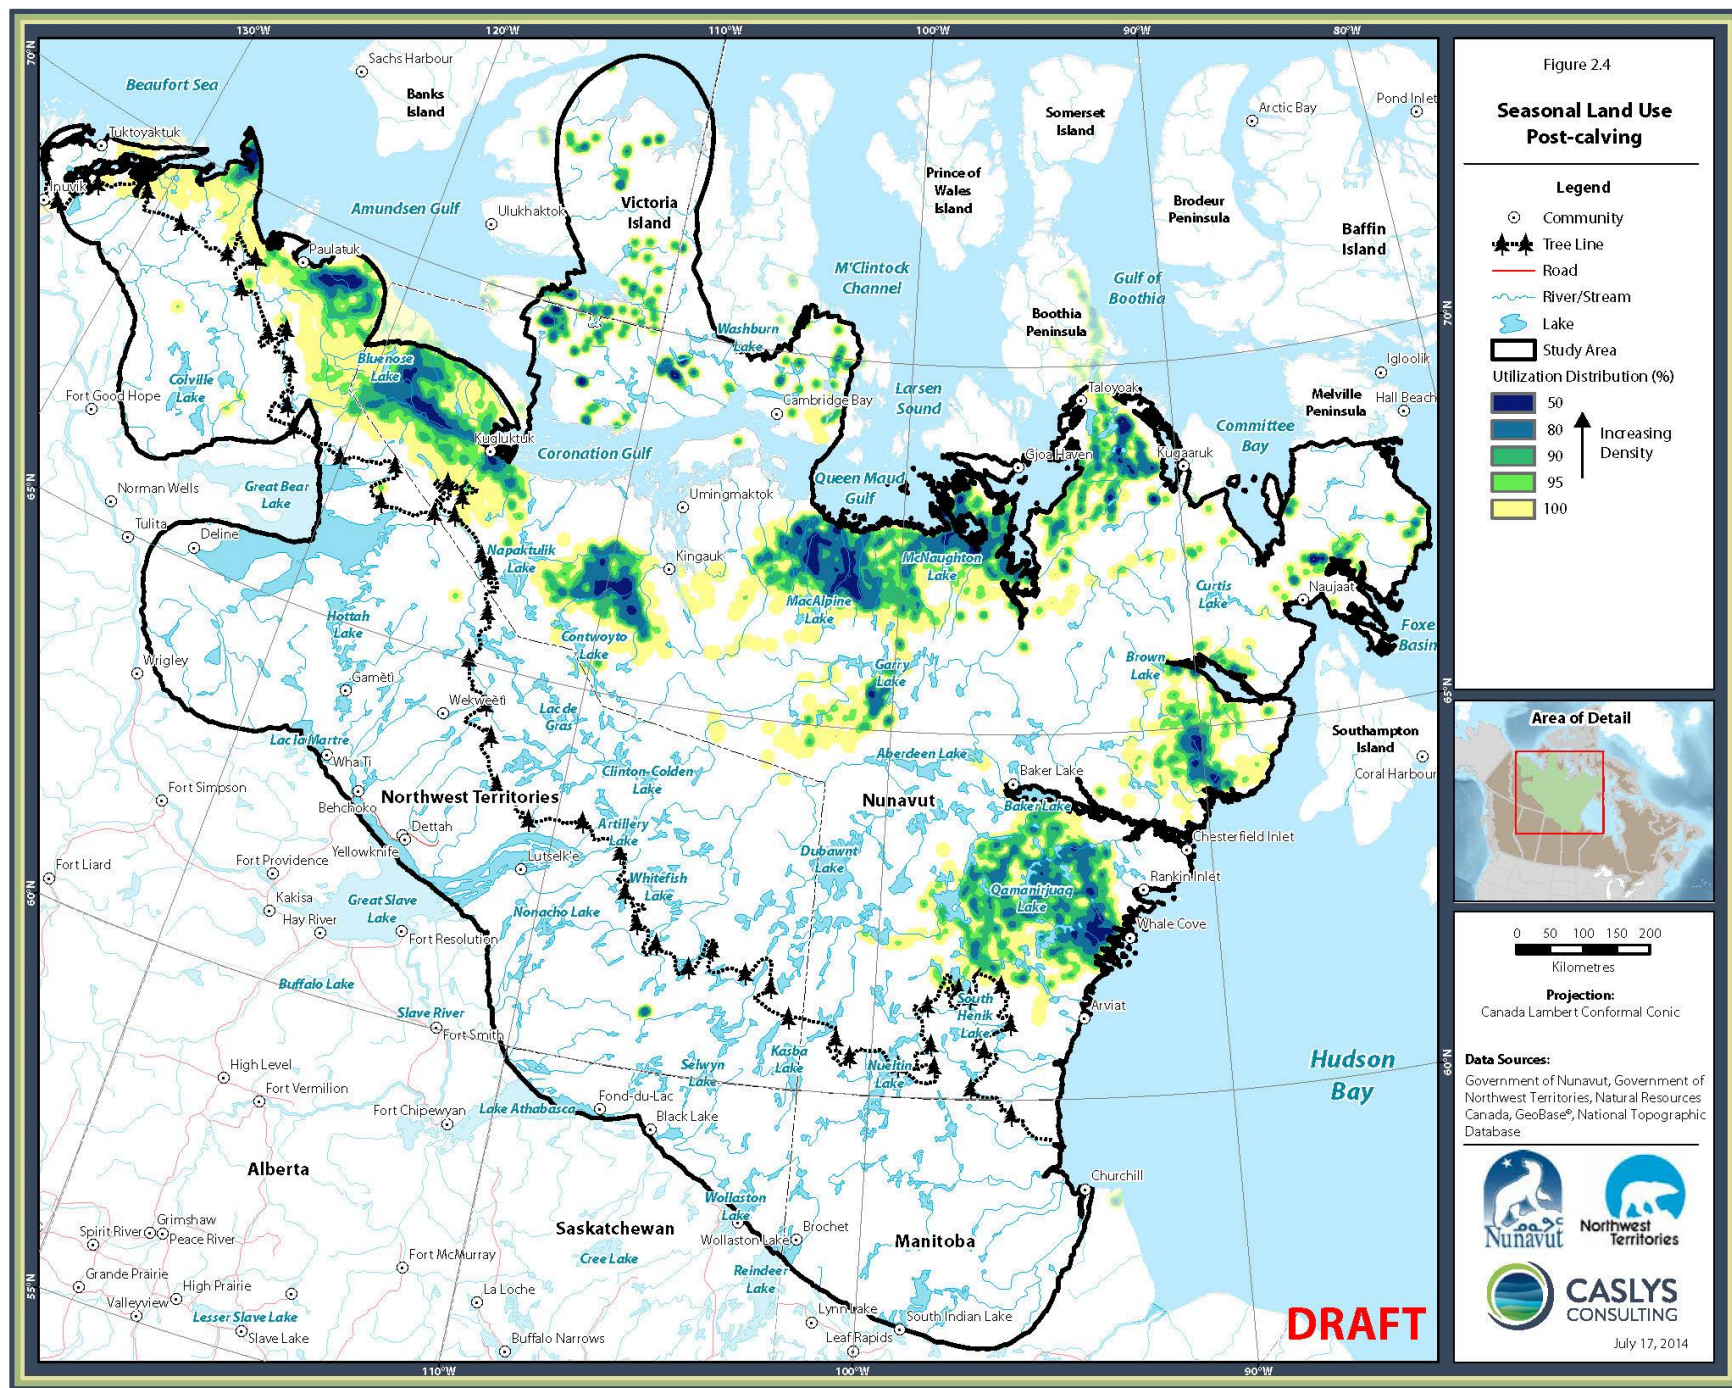 130°W
120°W
110°W
100°W
90°W
80°W
70°N
Beaufort Sea
Sachs Harbour
Banks
Island
Tuktoyaktuk
Inuvik
Amundsen Gulf
Ulukhaktok
Victoria
Island
Paulatuk
Prince of
Wales
Island
Somerset
Island
Arctic Bay
Pond Inlet
Brodeur
Peninsula
Baffin
Island
M'Clintock
Channel
Gulf of
Boothia
Boothia
Peninsula
70°N
Washburn
Lake
Bluenose
Lake
Colville
Lake
Fort Good Hope
Larsen
Sound
Cambridge Bay
Taloyoak
Igloolik
Melville
Peninsula
Hall Beach
Kugluktuk
Coronation Gulf
Committee
Bay
Gjoa Haven
Kugaaruk
65°N
Norman Wells
Great Bear
Lake
Queen Maud
Gulf
Umingmaktok
Tulita
Deline
Napaktulik
Lake
Kingauk
McNaughton
Lake
MacAlpine
Lake
Curtis
Lake
Naujaat
Foxe
Basin
Hottah
Lake
Contwoyto
Lake
Wrigley
Gamètì
Garry
Lake
Brown
Lake
65°N
Wekweètì
Lac de
Gras
Lac la Martre
Wha Ti
Aberdeen Lake
Southampton
Island
Coral Harbour
Clinton-Colden
Lake
Baker Lake
Fort Simpson
Behchoko
Northwest Territories
Nunavut
Baker Lake
Dettah
Artillery
Lake
Chesterfield Inlet
Yellowknife
Fort Liard
Fort Providence
Lutselk'e
Dubawnt
Lake
Whitefish
Lake
Rankin Inlet
Qamanirjuaq
Lake
60°N
Kakisa
Great Slave
Lake
Nonacho Lake
Whale Cove
Hay River
Fort Resolution
Buffalo Lake
Slave River
South
Henik
Lake
Arviat
Fort Smith
Kasba
Lake
Selwyn
Lake
Nueltin
Lake
Hudson
Bay
60°N
High Level
Fort Vermilion
Fort Chipewyan
Lake Athabasca
Fond-du-Lac
Black Lake
Alberta
Churchill
Wollaston
Lake
Spirit River
Grimshaw
Peace River
Saskatchewan
Wollaston Lake
Brochet
Manitoba
Cree Lake
Fort McMurray
Reindeer
Lake
55°N
Grande Prairie
High Prairie
Valleyview
Lesser Slave Lake
Slave Lake
La Loche
Buffalo Narrows
Lynn Lake
South Indian Lake
Leaf Rapids
DRAFT
110°W
100°W
90°W
Figure 2.4
Seasonal Land Use
Post-calving
Legend
Community
Tree Line
Road
River/Stream
Lake
Study Area
Utilization Distribution (%)
50
80
90
95
100
Increasing
Density
Area of Detail
0 50 100 150 200
Kilometres
Projection:
Canada Lambert Conformal Conic
Data Sources:
Government of Nunavut, Government of
Northwest Territories, Natural Resources
Canada, GeoBase®, National Topographic
Database
ᓄᓇᕗᑦ
Nunavut
Northwest
Territories
CASLYS
CONSULTING
July 17, 2014